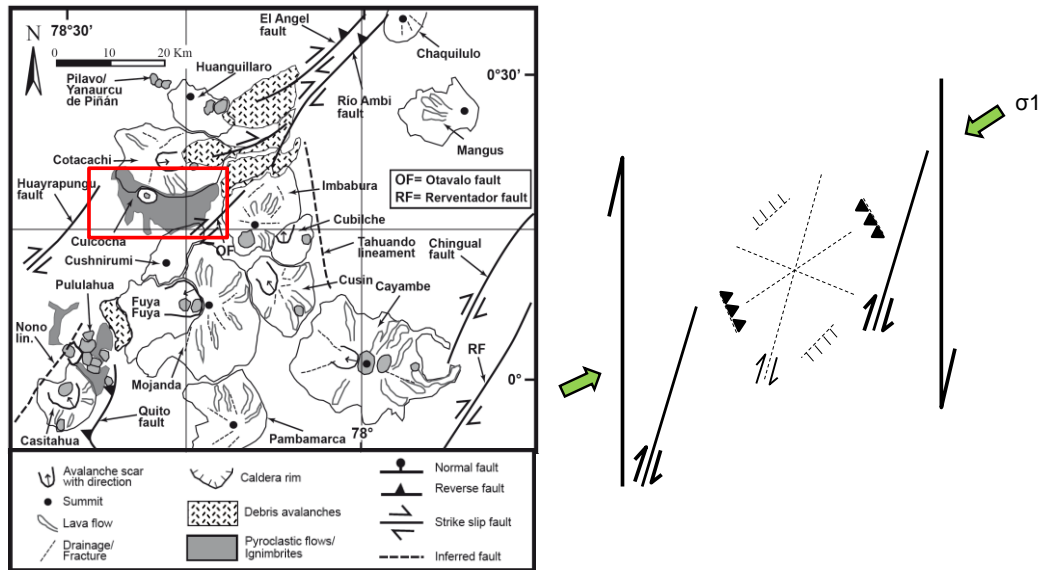 N
78°30'
0 10 20 Km
El Angel
fault
Chaquilulo
Huanguillaro
Pilavo/
Yanaurcu
de Piñán
0°30'
Río Ambi
fault
Mangus
Cotacachi
OF= Otavalo fault
RF= Rerventador fault
Huayrapungu
fault
Imbabura
Cubilche
Cuicocha
OF
Cushnirumi
Tahuando
lineament
Chingual
fault
Pululahua
Cusin
Cayambe
Fuya
Fuya
Nono
lin.
RF
Mojanda
0°
Quito
fault
78°
Casitahua
Pambamarca
Avalanche scar
with direction
Summit
Lava flow
Drainage/
Fracture
Caldera rim
Debris avalanches
Pyroclastic flows/
Ignimbrites
Normal fault
Reverse fault
Strike slip fault
Inferred fault
σ1